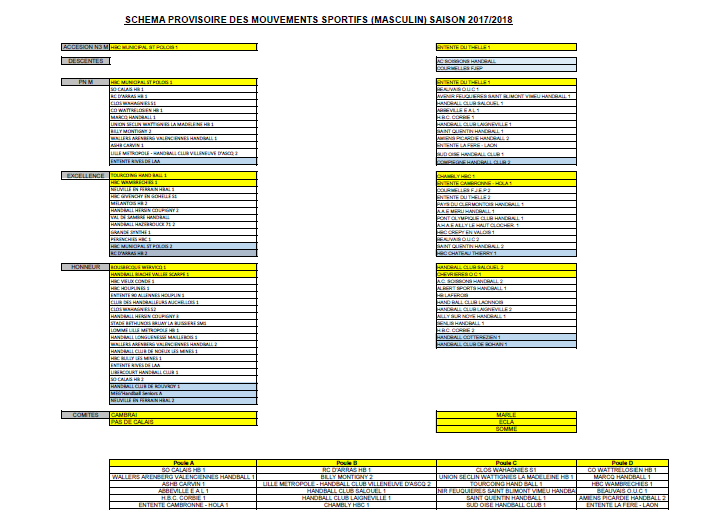 SCHEMA PROVISOIRE DES MOUVEMENTS SPORTIFS (MASCULIN) SAISON 2017/2018
ACCESION N3 M HBC MUNICIPAL ST POLOIS 1 ENTENTE DU THELLE 1
DESCENTES AC SOISSONS HANDBALL
COURMELLES FJEP
PN M HBC MUNICIPAL ST POLOIS 1 ENTENTE DU THELLE 1
SO CALAIS HB 1 BEAUVAIS O U C 1
RC D'ARRAS HB 1 AVENIR FEUQUIERES SAINT BLIMONT VIMEU HANDBALL 1
CLOS WAHAGNIES S1 HANDBALL CLUB SALOUEL 1
CO WATTRELOSIEN HB 1 ABBEVILLE E A L 1
MARCQ HANDBALL 1 H.B.C. CORBIE 1
UNION SECLIN WATTIGNIES LA MADELEINE HB 1 HANDBALL CLUB LAIGNEVILLE 1
BILLY MONTIGNY 2 SAINT QUENTIN HANDBALL 1
WALLERS ARENBERG VALENCIENNES HANDBALL 1 AMIENS PICARDIE HANDBALL 2
ASHB CARVIN 1 ENTENTE LA FERE - LAON
LILLE METROPOLE - HANDBALL CLUB VILLENEUVE D'ASCQ 2 SUD OISE HANDBALL CLUB 1
ENTENTE RIVES DE LAA COMPIEGNE HANDBALL CLUB 2
EXCELLENCE TOURCOING HAND BALL 1 CHAMBLY HBC 1
HBC WAMBRECHIES 1 ENTENTE CAMBRONNE - HOLA 1
NEUVILLE EN FERRAIN HBAL 1 COURMELLES F.J.E.P 2
HBC GIVENCHY EN GOHELLE S1 ENTENTE DU THELLE 2
MELANTOIS HB 2 PAYS DU CLERMONTOIS HANDBALL 1
HANDBALL HERSIN COUPIGNY 2 A.A.E MERU HANDBALL 1
VAL DE SAMBRE HANDBALL PONT OLYMPIQUE CLUB HANDBALL 1
HANDBALL HAZEBROUCK 71 2 A.H.A.E AILLY LE HAUT CLOCHER. 1
GRANDE SYNTHE 1 HBC CREPY EN VALOIS 1
PERENCHIES HBC 1 BEAUVAIS O.U.C 2
HBC MUNICIPAL ST POLOIS 2 SAINT QUENTIN HANDBALL 2
RC D'ARRAS HB 2 HBC CHATEAU THIERRY 1
HONNEUR BOUSBECQUE WERVICQ 1 HANDBALL CLUB SALOUEL 2
HANDBALL BIACHE VALLEE SCARPE 1 CHEVRIERES O C 1
HBC VIEUX CONDE 1 A.C. SOISSONS HANDBALL 2
HBC HOUPLINES 1 ALBERT SPORTS HANDBALL 1
ENTENTE 90 ALLENNES HOUPLIN 1 HB LAFEROIS
CLUB DES HANDBALLEURS AUCHELLOIS 1 HAND BALL CLUB LAONNOIS
CLOS WAHAGNIES S2 HANDBALL CLUB LAIGNEVILLE 2
HANDBALL HERSIN COUPIGNY 3 AILLY SUR NOYE HANDBALL 1
STADE BETHUNOIS BRUAY LA BUISSIERE SM1 SENLIS HANDBALL 1
LOMME LILLE METROPOLE HB 1 H.B.C. CORBIE 2
HANDBALL LONGUENESSE MALLEBOIS 1 HANDBALL COTTEREZIEN 1
WALLERS ARENBERG VALENCIENNES HANDBALL 2 HANDBALL CLUB DE BOHAIN 1
HANDBALL CLUB DE NOEUX LES MINES 1
HBC BULLY LES MINES 1
ENTENTE RIVES DE LAA
LIBERCOURT HANDBALL CLUB 1
SO CALAIS HB 2
HANDBALL CLUB DE ROUVROY 1
Handball Seniors A
NEUVILLE EN FERRAIN HBAL 2
COMITES CAMBRAI MARLE
PAS DE CALAIS ECLA
SOMME
Poule A Poule B Poule C Poule D
SO CALAIS HB 1 RC D'ARRAS HB 1 CLOS WAHAGNIES S1 CO WATTRELOSIEN HB 1
WALLERS ARENBERG VALENCIENNES HANDBALL 1 BILLY MONTIGNY 2 UNION SECLIN WATTIGNIES LA MADELEINE HB 1 MARCQ HANDBALL 1
ASHB CARVIN 1 LILLE METROPOLE - HANDBALL CLUB VILLENEUVE D'ASCQ 2 TOURCOING HAND BALL 1 HBC WAMBRECHIES 1
ABBEVILLE E A L 1 HANDBALL CLUB SALOUEL 1 NIR FEUQUIERES SAINT BLIMONT VIMEU HANDBA BEAUVAIS O U C 1
H.B.C. CORBIE 1 HANDBALL CLUB LAIGNEVILLE 1 SAINT QUENTIN HANDBALL 1 AMIENS PICARDIE HANDBALL 2
ENTENTE CAMBRONNE - HOLA 1 CHAMBLY HBC 1 SUD OISE HANDBALL CLUB 1 ENTENTE LA FERE - LAON